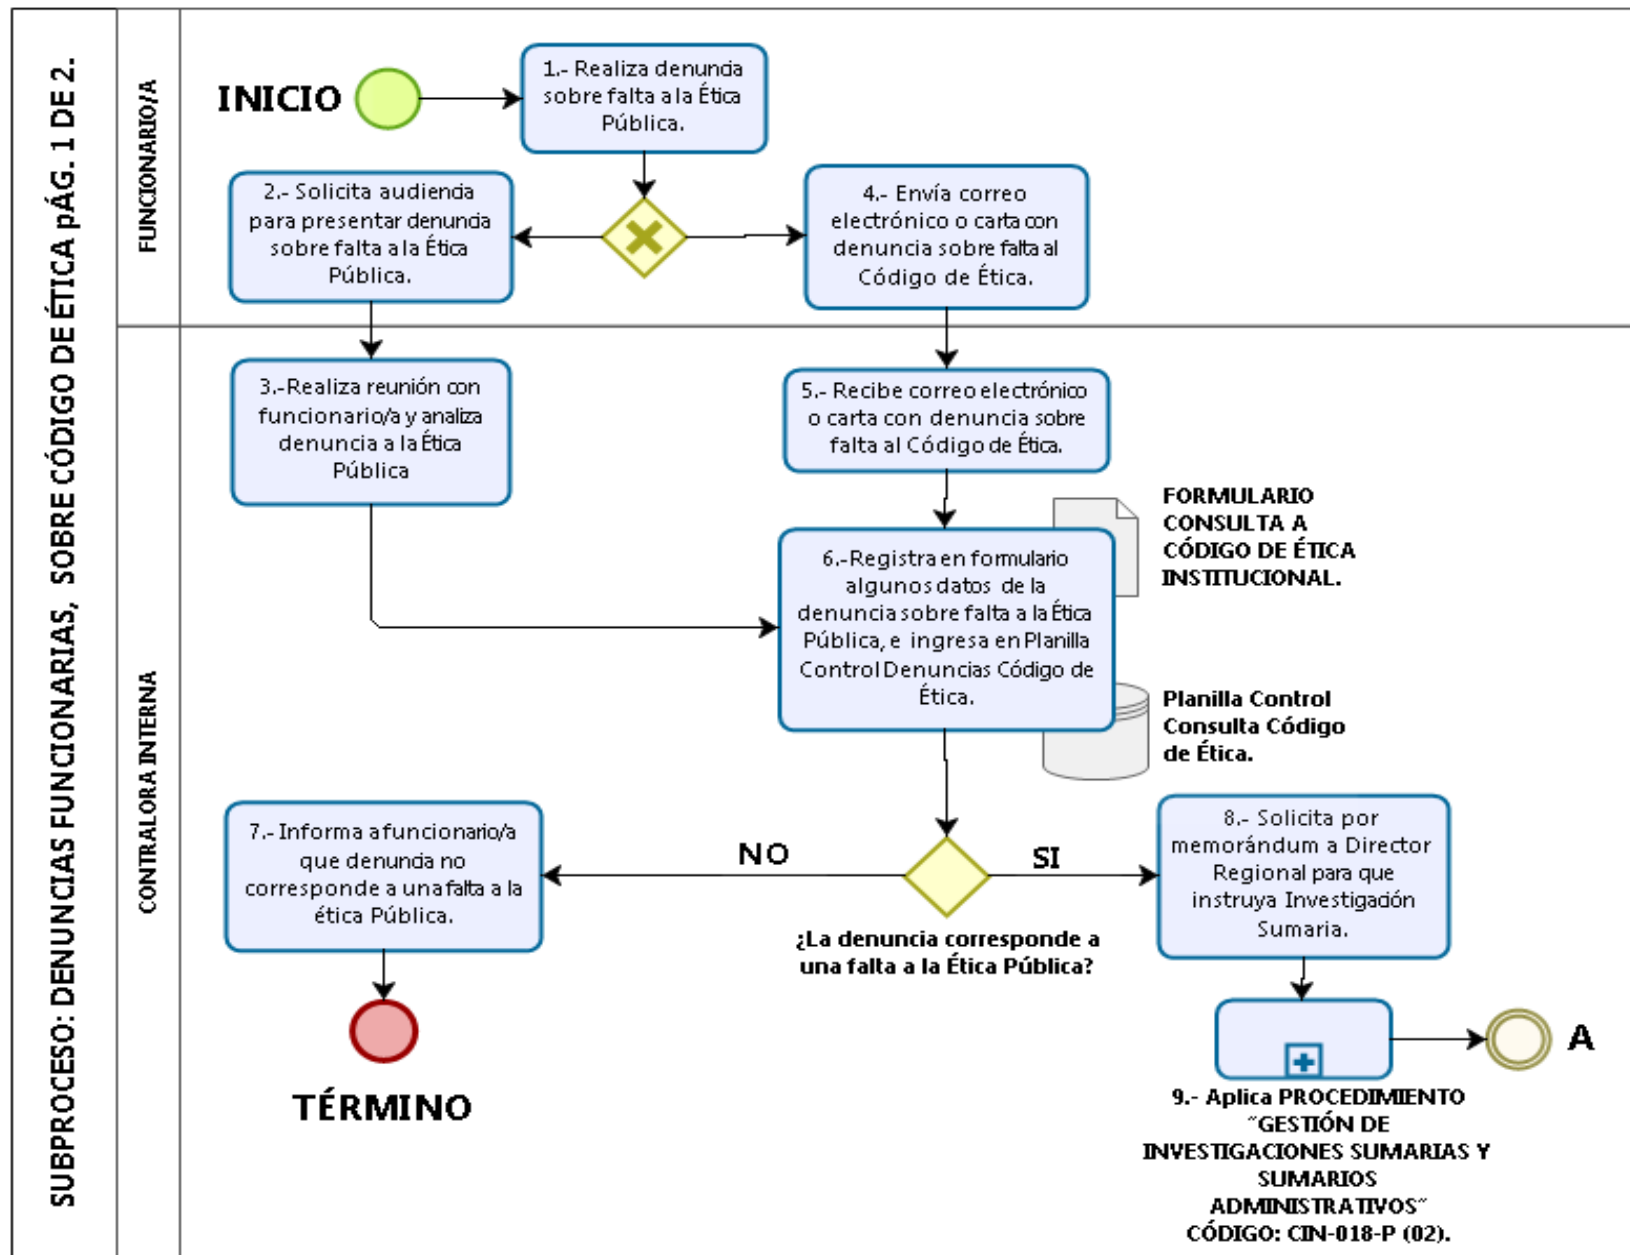 SUBPROCESO: DENUNCIAS FUNCIONARIAS, SOBRE CÓDIGO DE ÉTICA pÁG. 1 DE 2.
FUNCIONARIO/A
INICIO
1.- Realiza denuncia
sobre falta a la Ética
Pública.
2.- Solicita audiencia
para presentar denuncia
sobre falta a la Ética
Pública.
4.- Envía correo
electrónico o carta con
denuncia sobre falta al
Código de Ética.
CONTRALORA INTERNA
3.-Realiza reunión con
funcionario/a y analiza
denuncia a la Ética
Pública
5.- Recibe correo electrónico
o carta con denuncia sobre
falta al Código de Ética.
FORMULARIO
CONSULTA A
CÓDIGO DE ÉTICA
INSTITUCIONAL.
6.-Registra en formulario
algunos datos de la
denuncia sobre falta a la Ética
Pública, e ingresa en Planilla
Control Denuncias Código de
Ética.
Planilla Control
Consulta Código
de Ética.
7.- Informa a funcionario/a
que denuncia no
corresponde a una falta a la
ética Pública.
NO
SI
¿La denuncia corresponde a
una falta a la Ética Pública?
8.- Solicita por
memorándum a Director
Regional para que
instruya Investigación
Sumaria.
TÉRMINO
A
9.- Aplica PROCEDIMIENTO
"GESTIÓN DE
INVESTIGACIONES SUMARIAS Y
SUMARIOS
ADMINISTRATIVOS"
CÓDIGO: CIN-018-P (02).